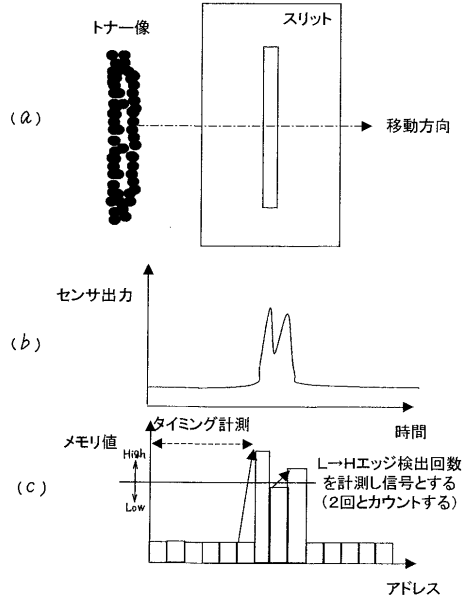 トナー像
スリット
(a)
移動方向
センサ出力
(b)
時間
タイミング計測
メモリ値
High
Low
(c)
L→Hエッジ検出回数
を計測し信号とする
(2回とカウントする)
アドレス